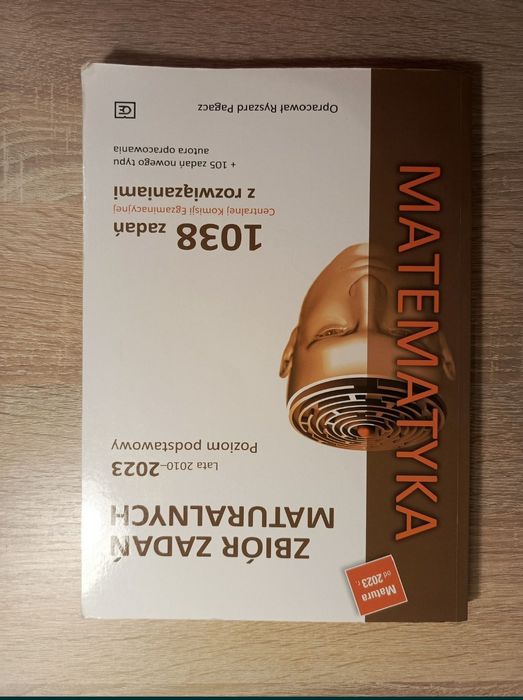 Matura
od 2023 r.
MATEMATYKA
ZBIÓR ZADAŃ
MATURALNYCH
Lata 2010–2023
Poziom podstawowy
1038 zadań
Centralnej Komisji Egzaminacyjnej
z rozwiązaniami
+ 105 zadań nowego typu
autora opracowania
Opracował Ryszard Pagacz
OE